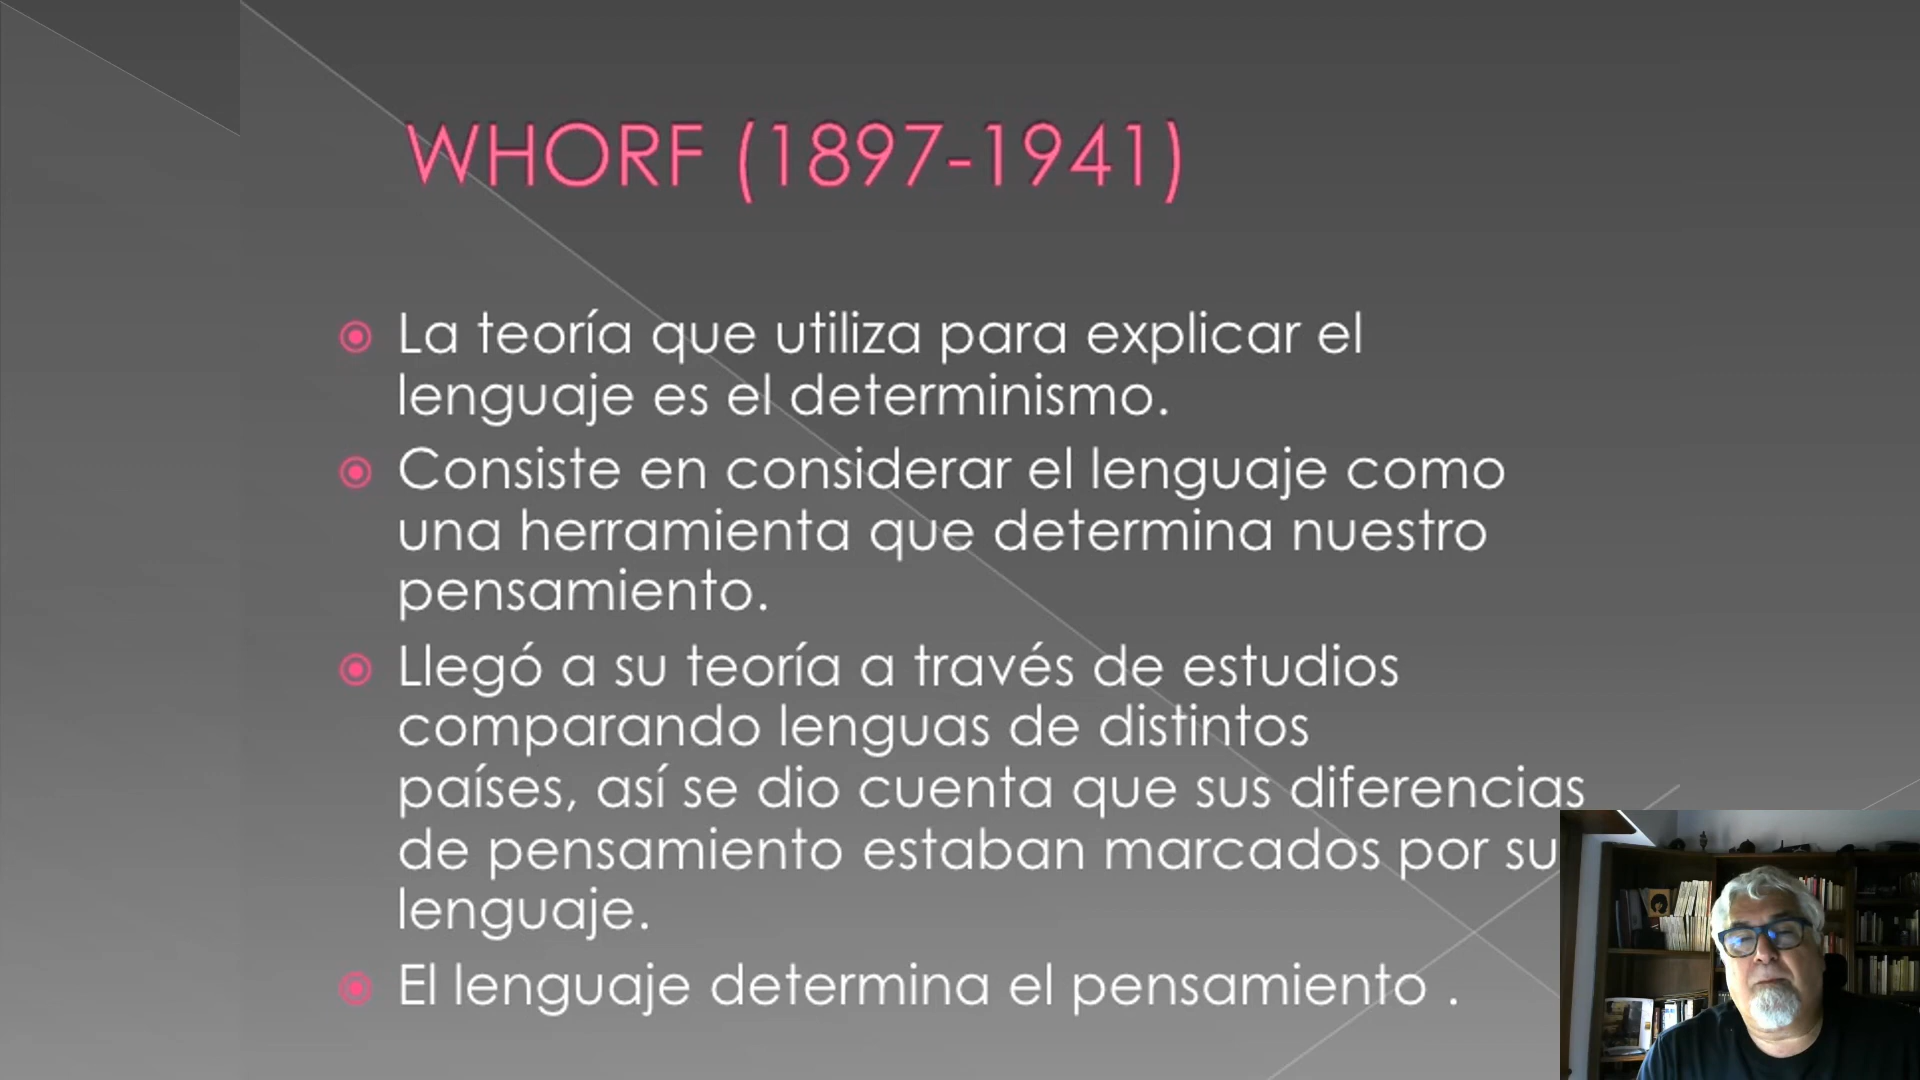 WHORF (1897-1941)
La teoría que utiliza para explicar el
lenguaje es el determinismo.
Consiste en considerar el lenguaje como
una herramienta que determina nuestro
pensamiento.
Llegó a su teoría a través de estudios
comparando lenguas de distintos
países, así se dio cuenta que sus diferencias
de pensamiento estaban marcados por su
lenguaje.
El lenguaje determina el pensamiento .